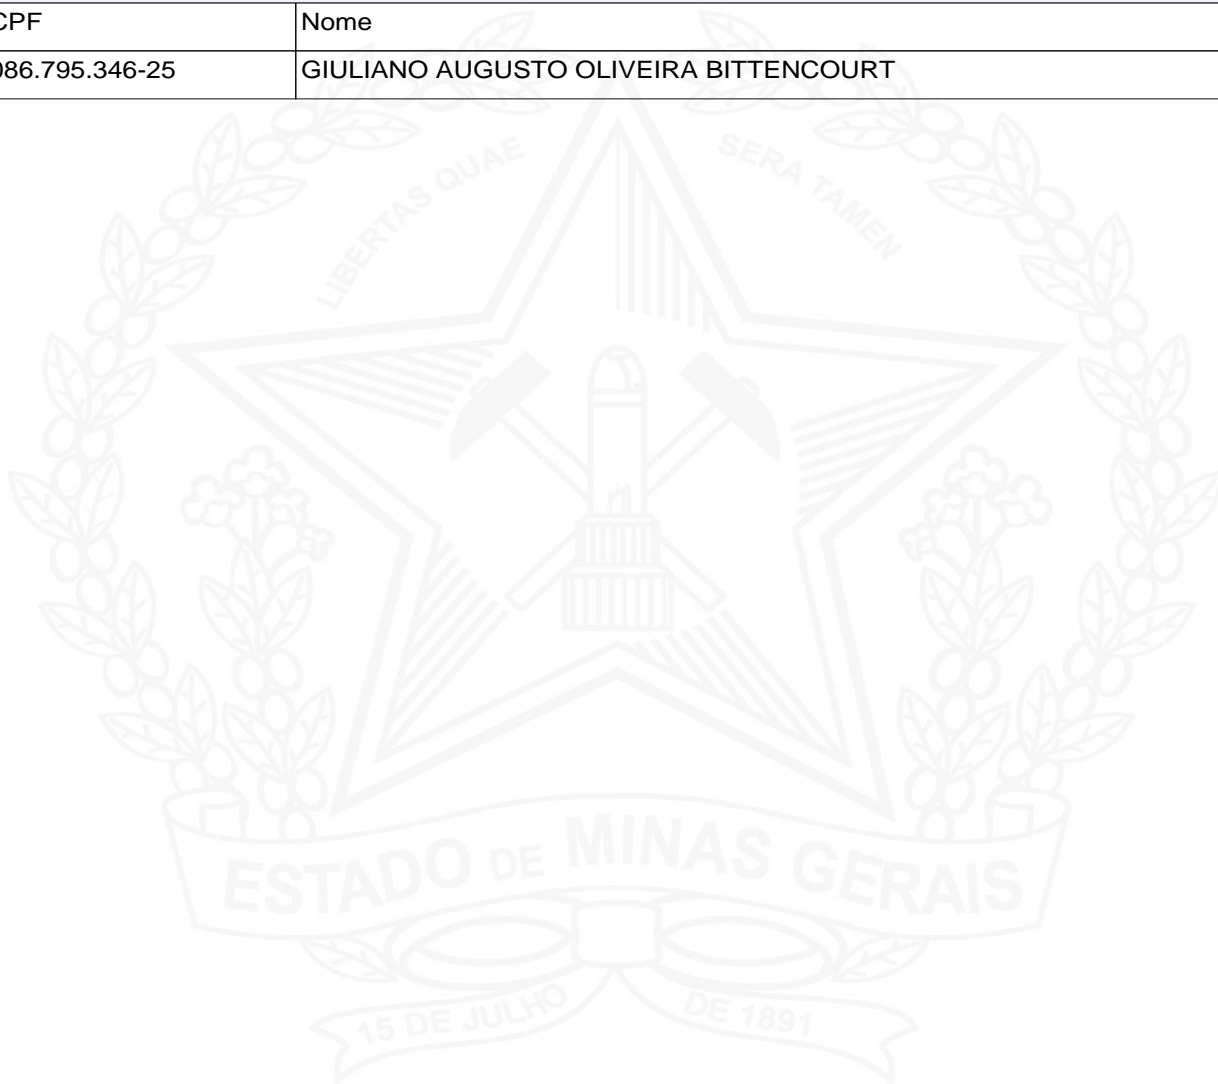 CPF Nome
086.795.346-25 GIULIANO AUGUSTO OLIVEIRA BITTENCOURT
LIBERTAS QUAE SERA TAMEN
ESTADO DE MINAS GERAIS
15 DE JULHO DE 1891